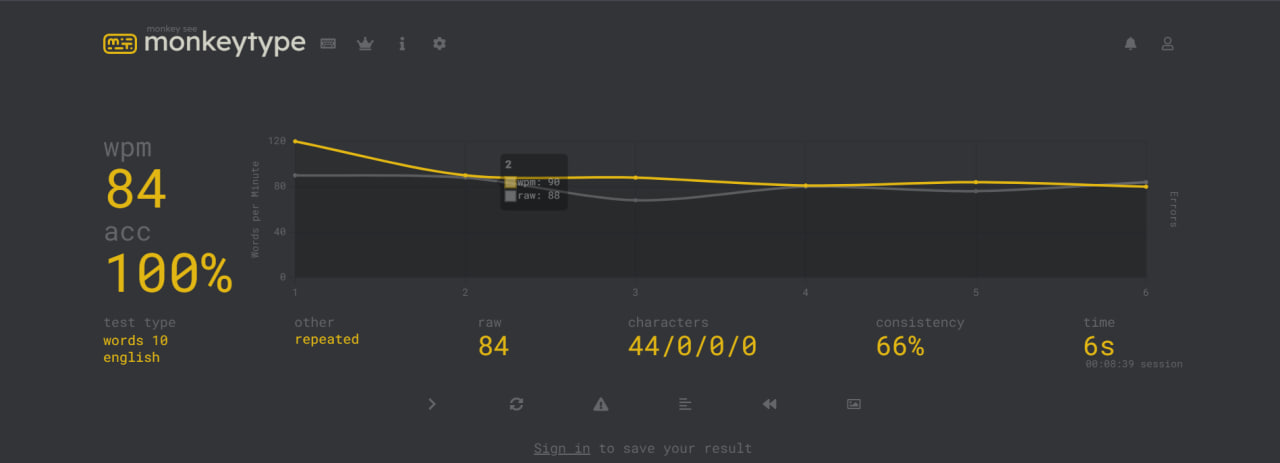 monkey see
monkeytype
wpm
84
acc
100%
Words per Minute
120
80
40
0
2
wpm: 90
raw: 88
1 2 3 4 5 6
Errors
test type
words 10
english
other
repeated
raw
84
characters
44/0/0/0
consistency
66%
time
6s
00:08:39 session
Sign in to save your result